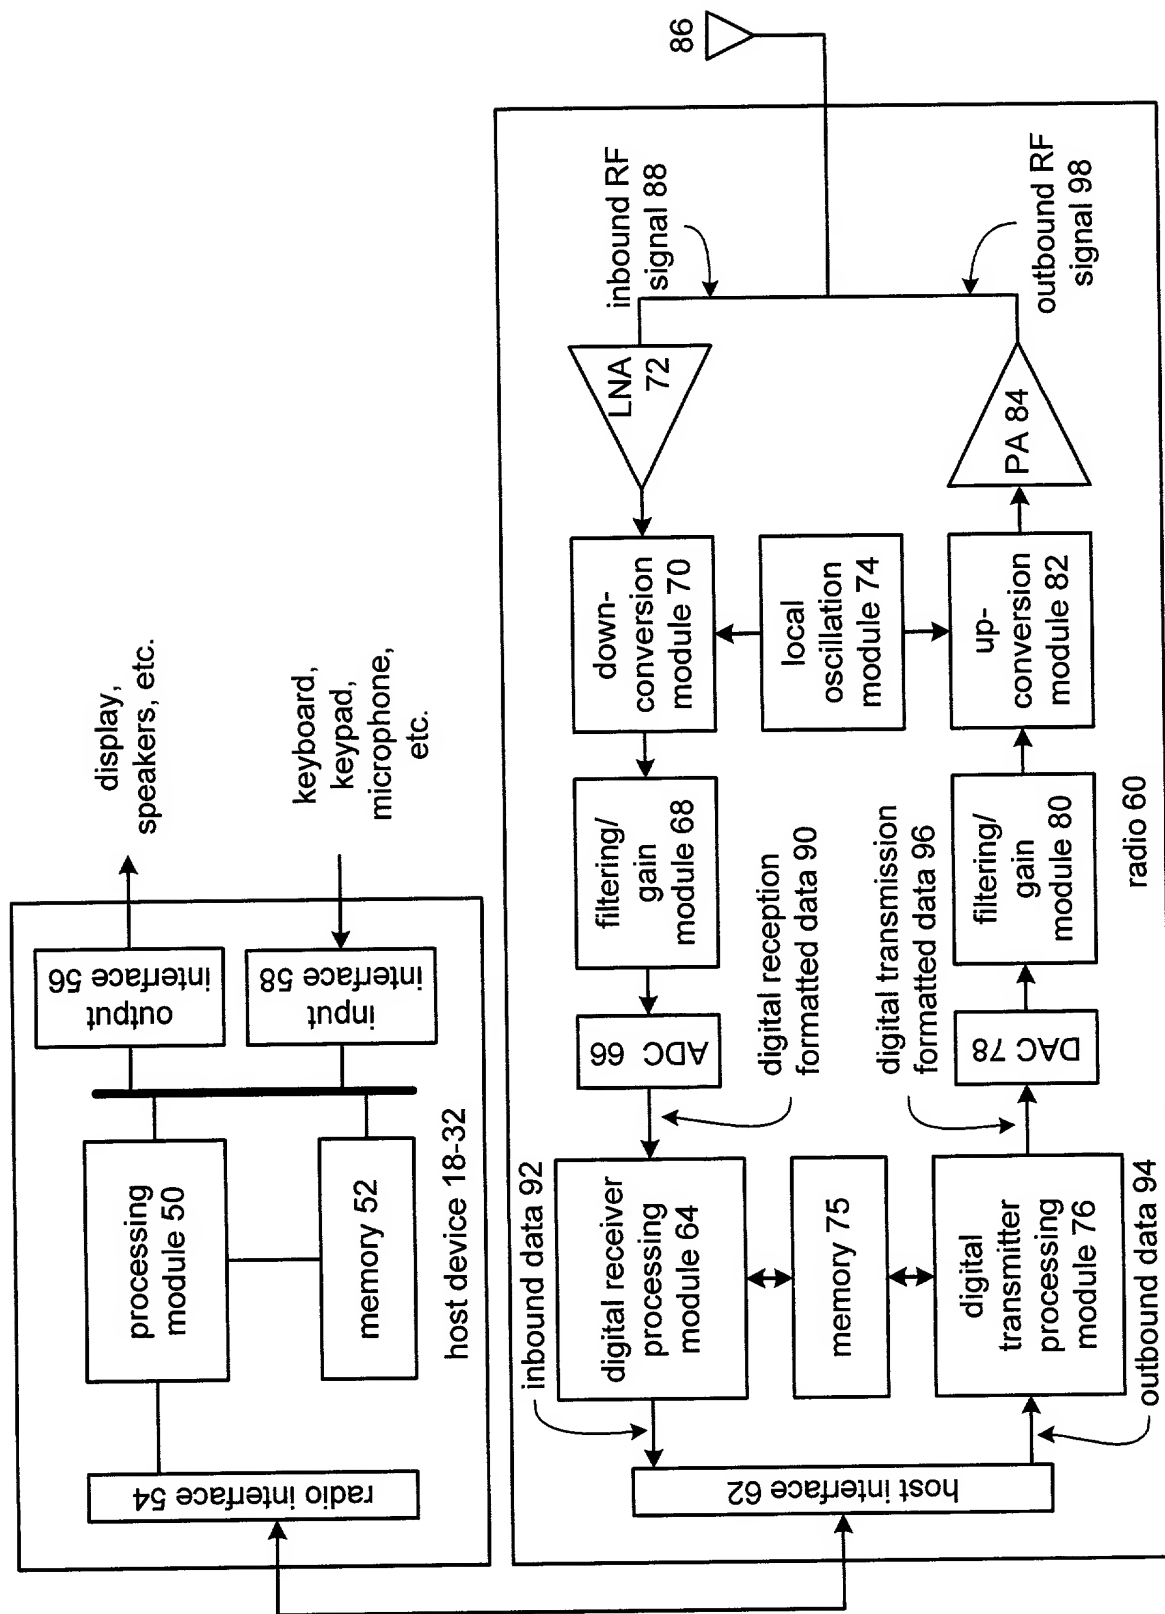 radio interface 54
processing
module 50
memory 52
output
interface 56
input
interface 58
display,
speakers, etc.
keyboard,
keypad,
microphone,
etc.
host device 18-32
host interface 62
inbound data 92
digital receiver
processing
module 64
ADC 66
filtering/
gain
module 68
down-
conversion
module 70
LNA
72
inbound RF
signal 88
86
digital reception
formatted data 90
memory 75
local
oscillation
module 74
digital transmission
formatted data 96
digital
transmitter
processing
module 76
DAC 78
filtering/
gain
module 80
up-
conversion
module 82
PA 84
outbound RF
signal 98
outbound data 94
radio 60